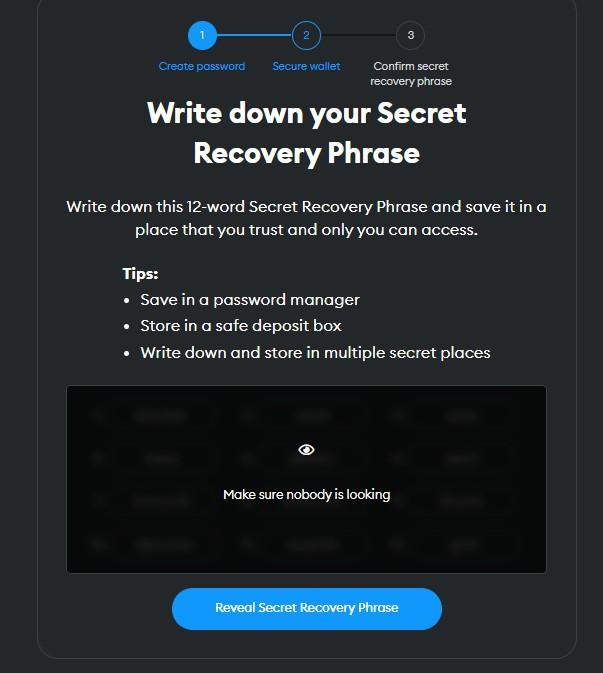 1
2
3
Create password
Secure wallet
Confirm secret
recovery phrase
Write down your Secret
Recovery Phrase
Write down this 12-word Secret Recovery Phrase and save it in a
place that you trust and only you can access.
Tips:
• Save in a password manager
• Store in a safe deposit box
• Write down and store in multiple secret places
Make sure nobody is looking
Reveal Secret Recovery Phrase